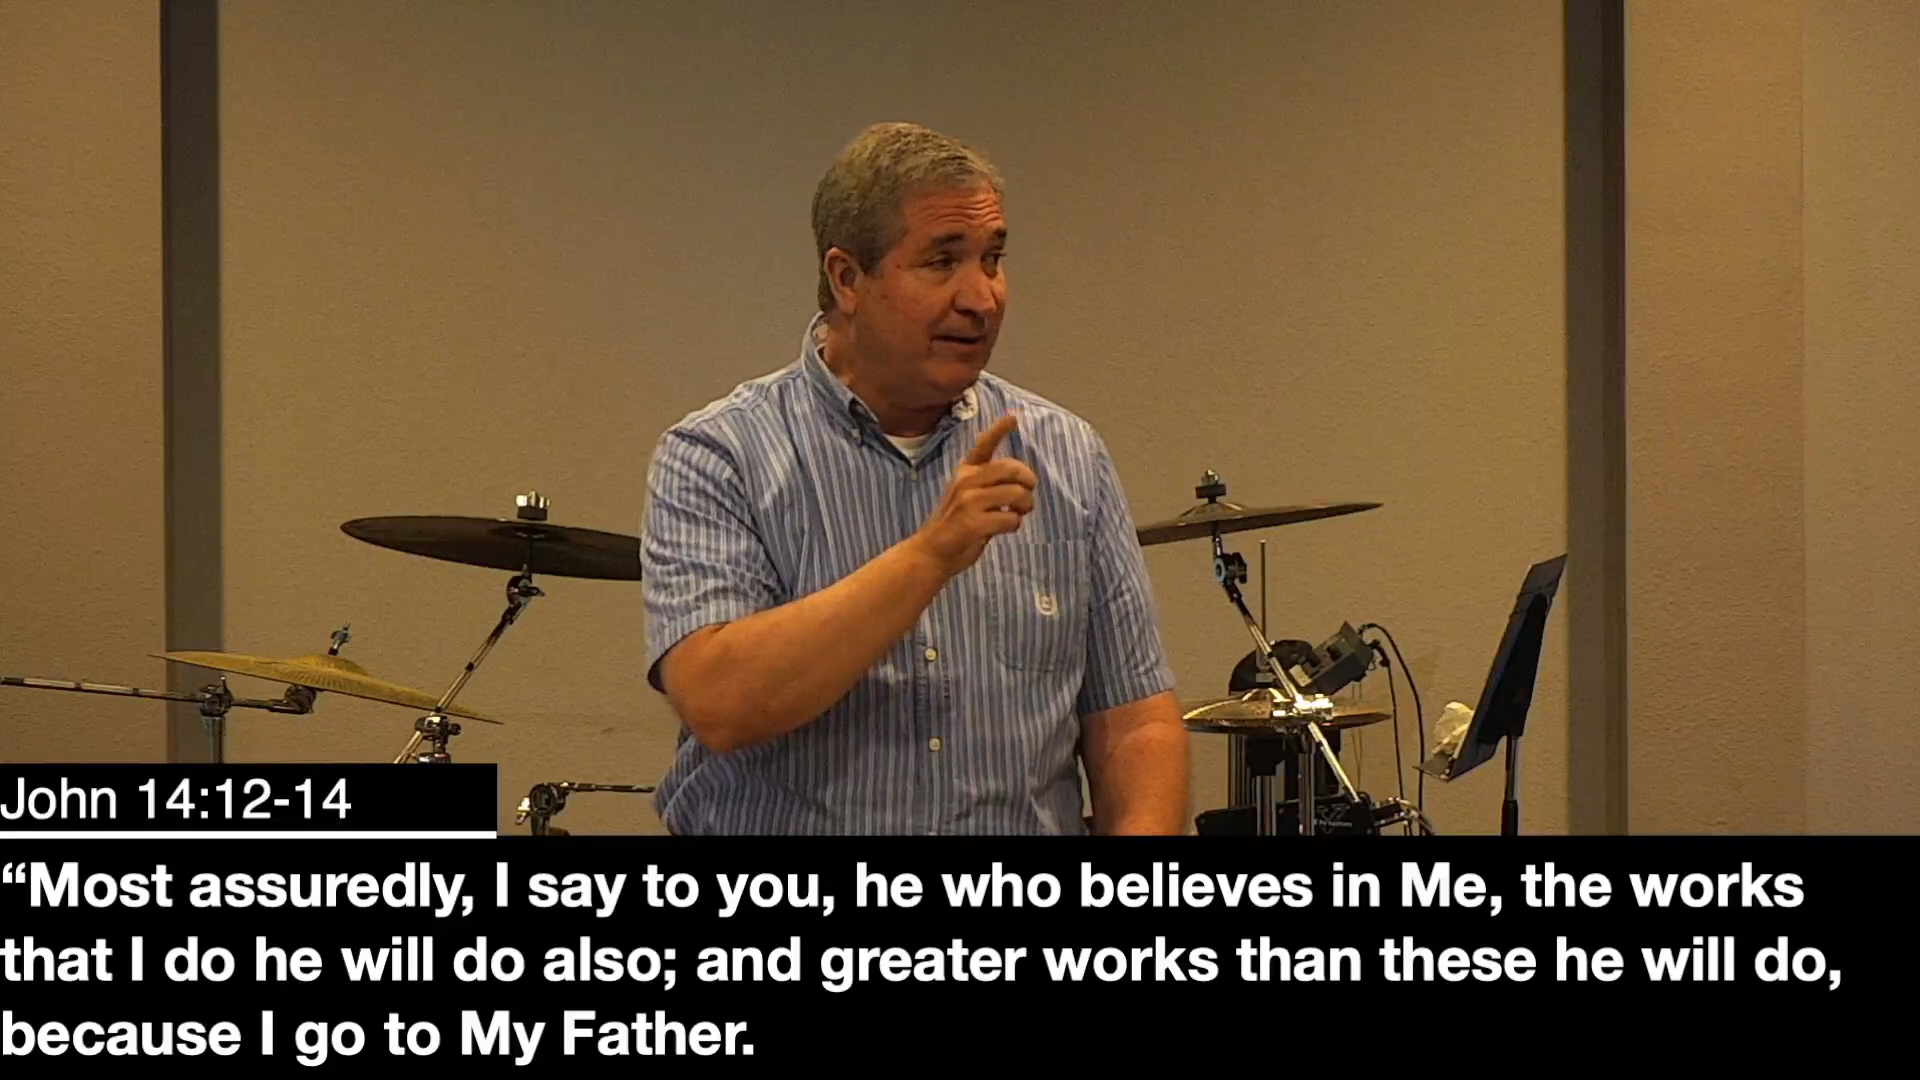 John 14:12-14
“Most assuredly, I say to you, he who believes in Me, the works
that I do he will do also; and greater works than these he will do,
because I go to My Father.